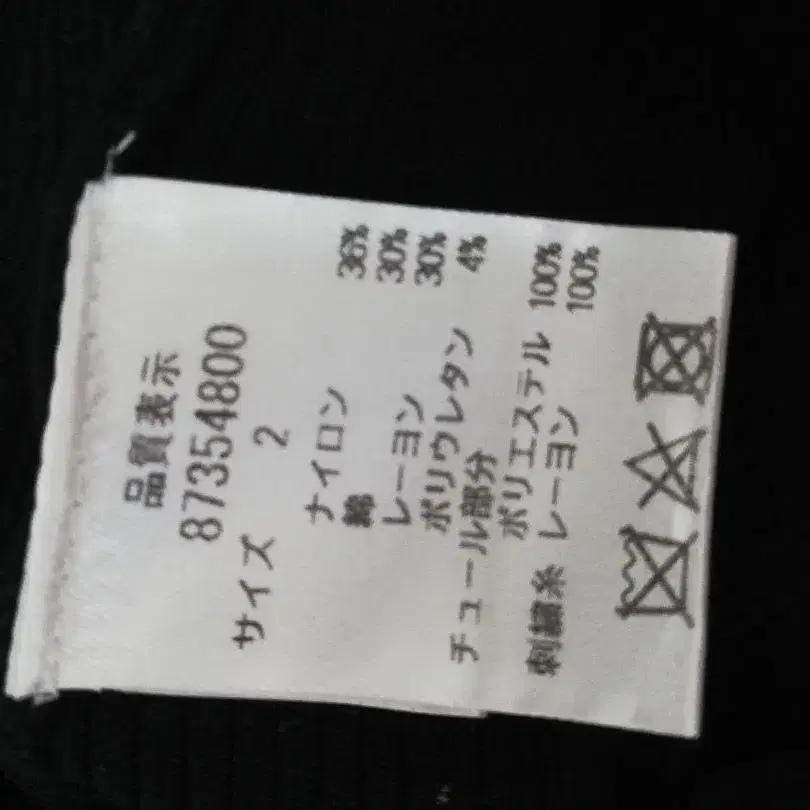 品質表示
87354800
サイズ 2
ナイロン 36%
綿 30%
レーヨン 30%
ポリウレタン 4%
チュール部分
ポリエステル 100%
刺繍糸 レーヨン 100%